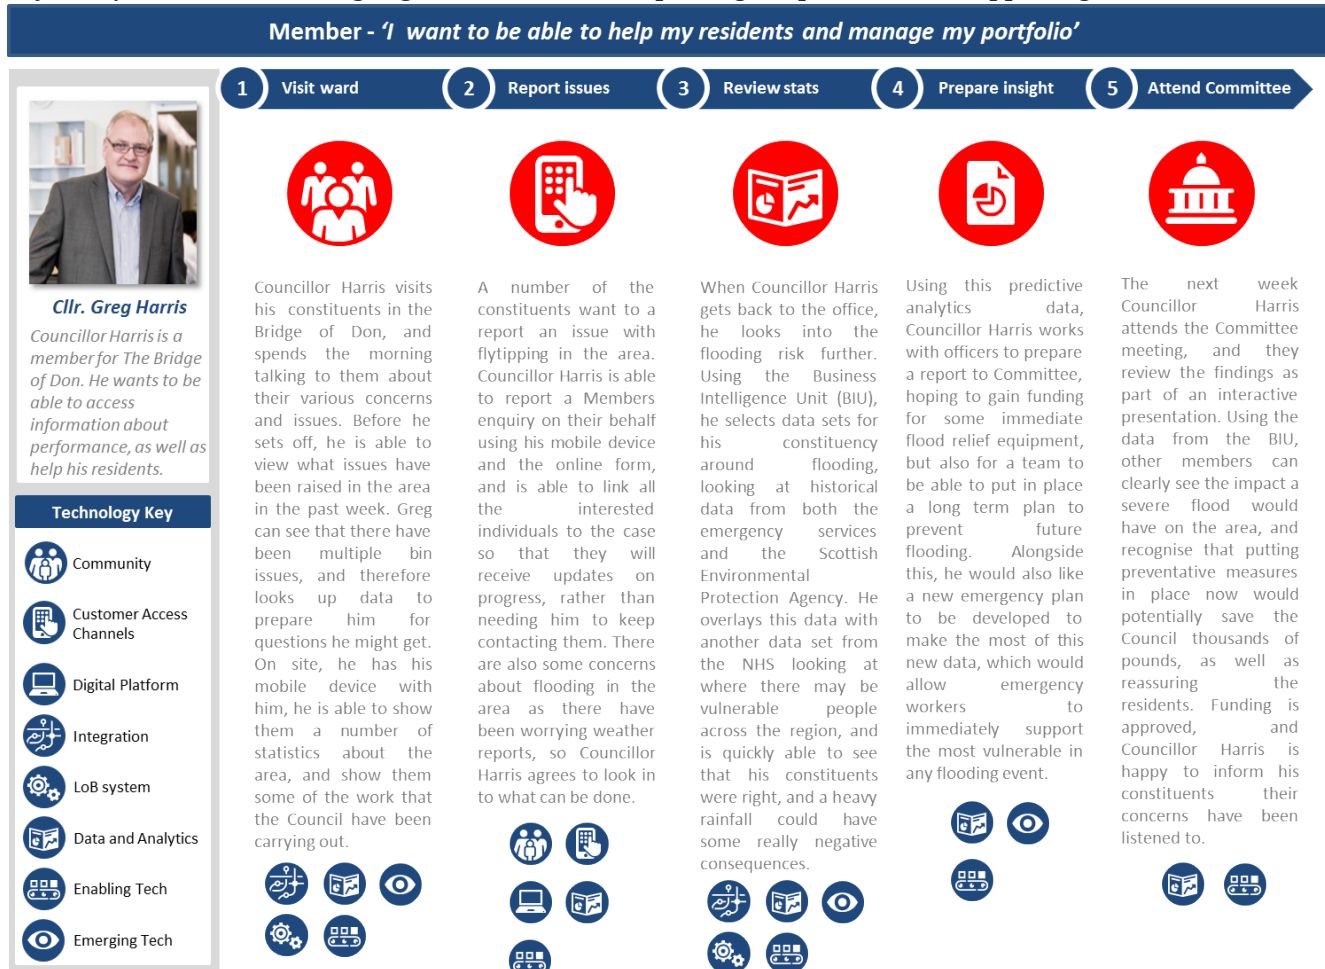 Member - ‘I want to be able to help my residents and manage my portfolio’
1 Visit ward
2 Report issues
3 Review stats
4 Prepare insight
5 Attend Committee
Cllr. Greg Harris
Councillor Harris is a
member for The Bridge
of Don. He wants to be
able to access
information about
performance, as well as
help his residents.
Technology Key
Community
Customer Access
Channels
Digital Platform
Integration
LoB system
Data and Analytics
Enabling Tech
Emerging Tech
Councillor Harris visits
his constituents in the
Bridge of Don, and
spends the morning
talking to them about
their various concerns
and issues. Before he
sets off, he is able to
view what issues have
been raised in the area
in the past week. Greg
can see that there have
been multiple bin
issues, and therefore
looks up data to
prepare him for
questions he might get.
On site, he has his
mobile device with
him, he is able to show
them a number of
statistics about the
area, and show them
some of the work that
the Council have been
carrying out.
A number of the
constituents want to a
report an issue with
flytipping in the area.
Councillor Harris is able
to report a Members
enquiry on their behalf
using his mobile device
and the online form,
and is able to link all
the interested
individuals to the case
so that they will
receive updates on
progress, rather than
needing him to keep
contacting them. There
are also some concerns
about flooding in the
area as there have
been worrying weather
reports, so Councillor
Harris agrees to look in
to what can be done.
When Councillor Harris
gets back to the office,
he looks into the
flooding risk further.
Using the Business
Intelligence Unit (BIU),
he selects data sets for
his constituency
around flooding,
looking at historical
data from both the
emergency services
and the Scottish
Environmental
Protection Agency. He
overlays this data with
another data set from
the NHS looking at
where there may be
vulnerable people
across the region, and
is quickly able to see
that his constituents
were right, and a heavy
rainfall could have
some really negative
consequences.
Using this predictive
analytics data,
Councillor Harris works
with officers to prepare
a report to Committee,
hoping to gain funding
for some immediate
flood relief equipment,
but also for a team to
be able to put in place
a long term plan to
prevent future
flooding. Alongside
this, he would also like
a new emergency plan
to be developed to
make the most of this
new data, which would
allow emergency
workers to
immediately support
the most vulnerable in
any flooding event.
The next week
Councillor Harris
attends the Committee
meeting, and they
review the findings as
part of an interactive
presentation. Using the
data from the BIU,
other members can
clearly see the impact a
severe flood would
have on the area, and
recognise that putting
preventative measures
in place now would
potentially save the
Council thousands of
pounds, as well as
reassuring the
residents. Funding is
approved, and
Councillor Harris is
happy to inform his
constituents their
concerns have been
listened to.